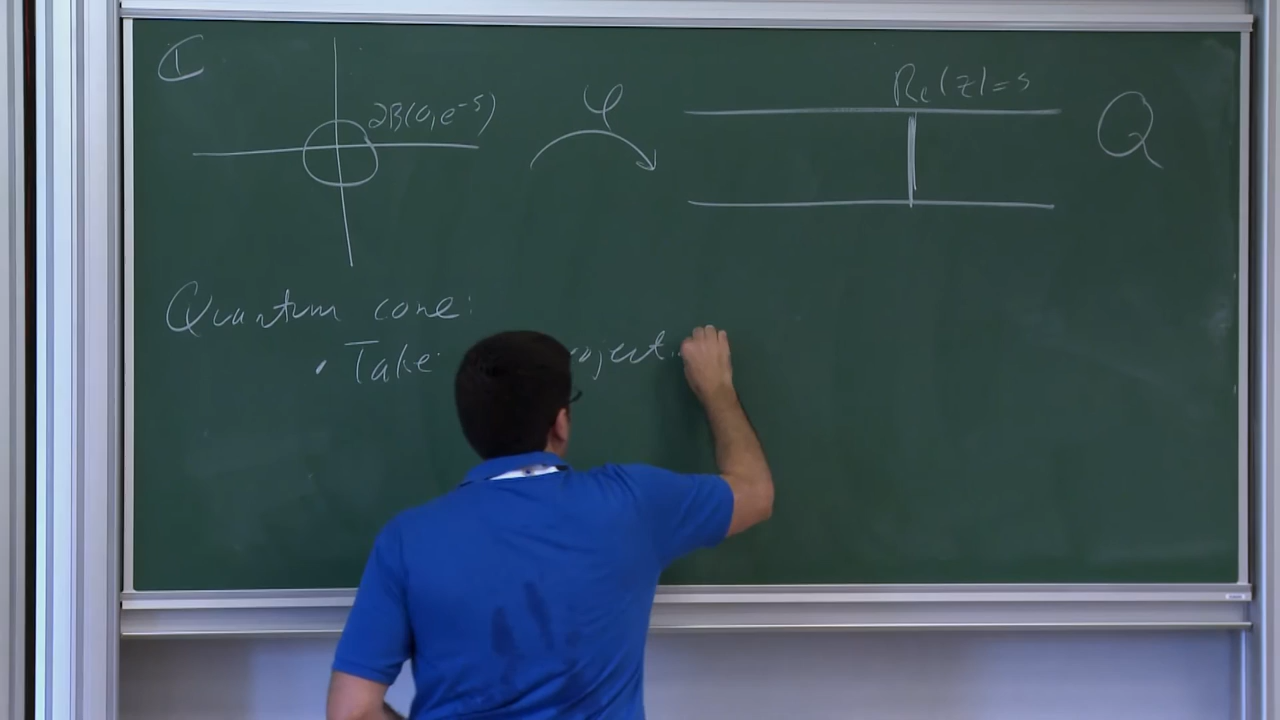 ℂ
∂B(0,e^{-s})
φ
Re(z)=s
Q
Quantum cone:
• Take